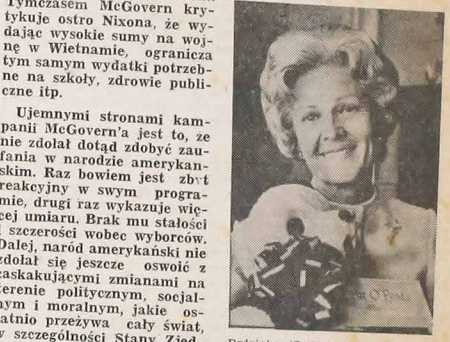 Tymczasem McGovern kry-
tykuje ostro Nixona, że wy-
dając wysokie sumy na woj-
nę w Wietnamie, ogranicza
tym samym wydatki potrzeb-
ne na szkoły, zdrowie publi-
czne itp.
Ujemnymi stronami kam-
panii McGovern'a jest to, że
nie zdołał dotąd zdobyć zau-
fania w narodzie amerykań-
skim. Raz bowiem jest zbyt
reakcyjny w swym progra-
mie, drugi raz wykazuje wię-
cej umiaru. Brak mu stałości
i szczerości wobec wyborców.
Dalej, naród amerykański nie
zdołał się jeszcze oswoić z
zaskakującymi zmianami na
terenie politycznym, socjal-
nym i moralnym, jakie os-
tatnio przeżywa cały świat,
w szczególności Stany Zjed-